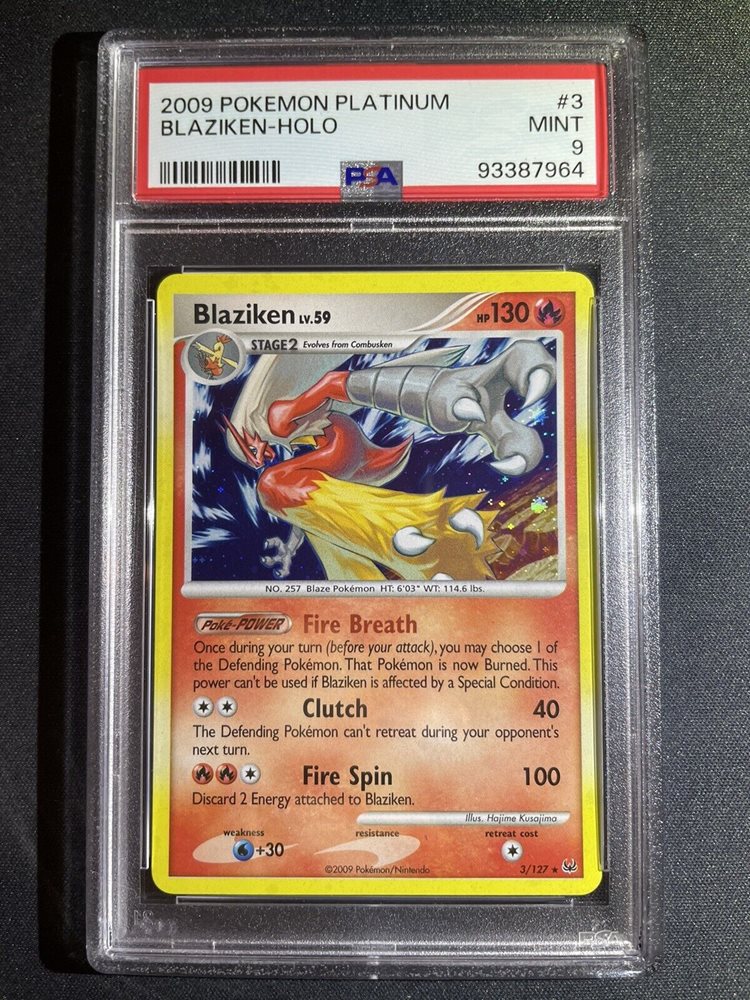 2009 POKEMON PLATINUM #3
BLAZIKEN-HOLO MINT
9
PSA 93387964
Blaziken LV.59 HP130
STAGE2 Evolves from Combusken
NO. 257 Blaze Pokémon HT: 6'03" WT: 114.6 lbs.
Poké-POWER Fire Breath
Once during your turn (before your attack), you may choose 1 of
the Defending Pokémon. That Pokémon is now Burned. This
power can't be used if Blaziken is affected by a Special Condition.
Clutch 40
The Defending Pokémon can't retreat during your opponent's
next turn.
Fire Spin 100
Discard 2 Energy attached to Blaziken.
Illus. Hajime Kusajima
weakness resistance retreat cost
+30
©2009 Pokémon/Nintendo 3/127 ★
PSA